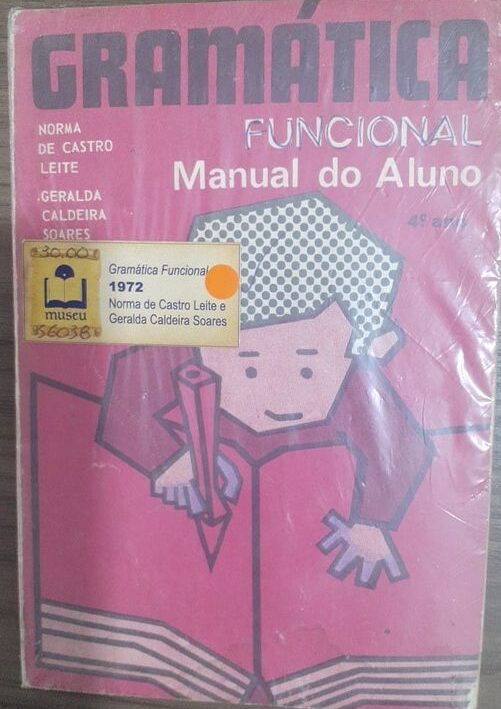 GRAMÁTICA
FUNCIONAL
Manual do Aluno
4º ano
NORMA
DE CASTRO
LEITE
GERALDA
CALDEIRA
SOARES
30.00
museu
S6038
Gramática Funcional
1972
Norma de Castro Leite e
Geralda Caldeira Soares